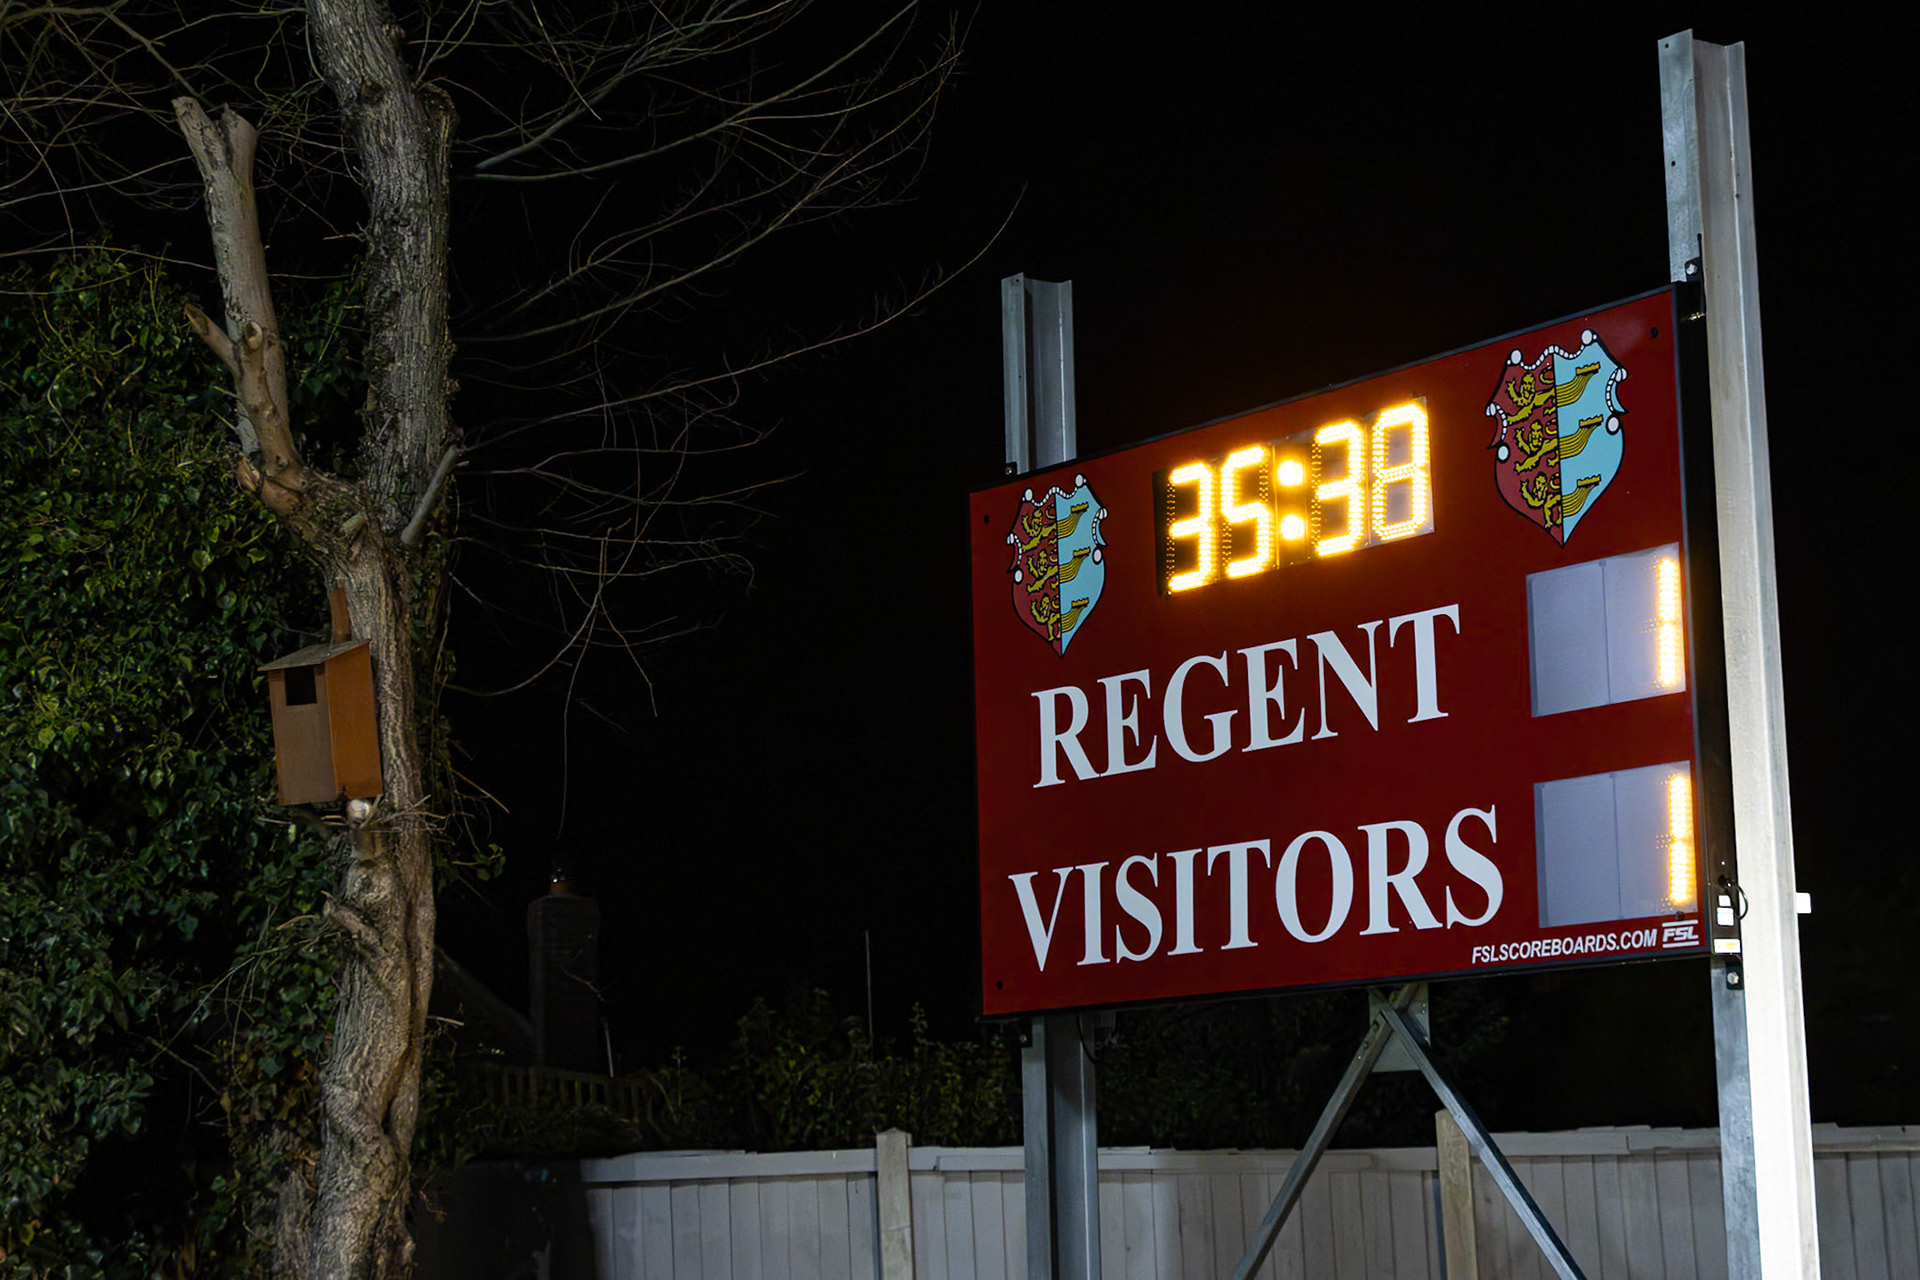 35:38
REGENT 1
VISITORS 1
FSLSCOREBOARDS.COM FSL